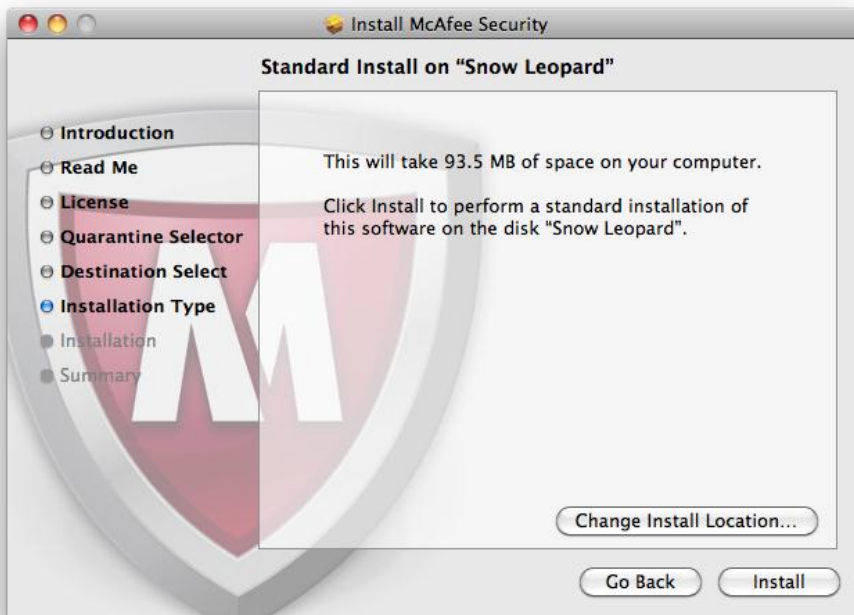 Install McAfee Security
Standard Install on “Snow Leopard”
Introduction
Read Me
License
Quarantine Selector
Destination Select
Installation Type
Installation
Summary
This will take 93.5 MB of space on your computer.
Click Install to perform a standard installation of
this software on the disk “Snow Leopard”.
Change Install Location...
Go Back
Install